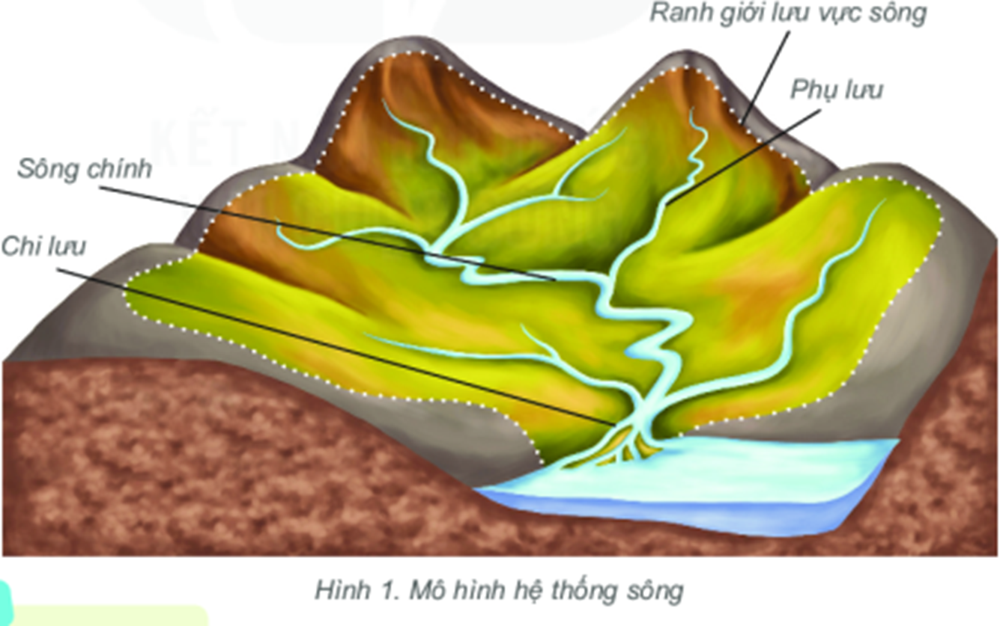 Ranh giới lưu vực sông
Phụ lưu
Sông chính
Chi lưu
Hình 1. Mô hình hệ thống sông